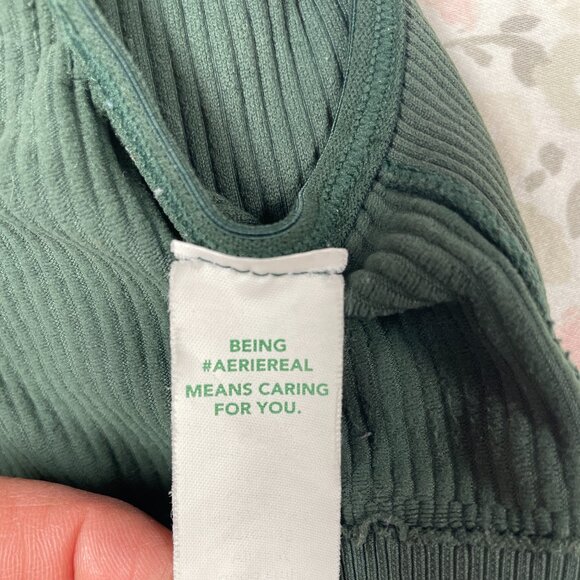 BEING
#AERIEREAL
MEANS CARING
FOR YOU.